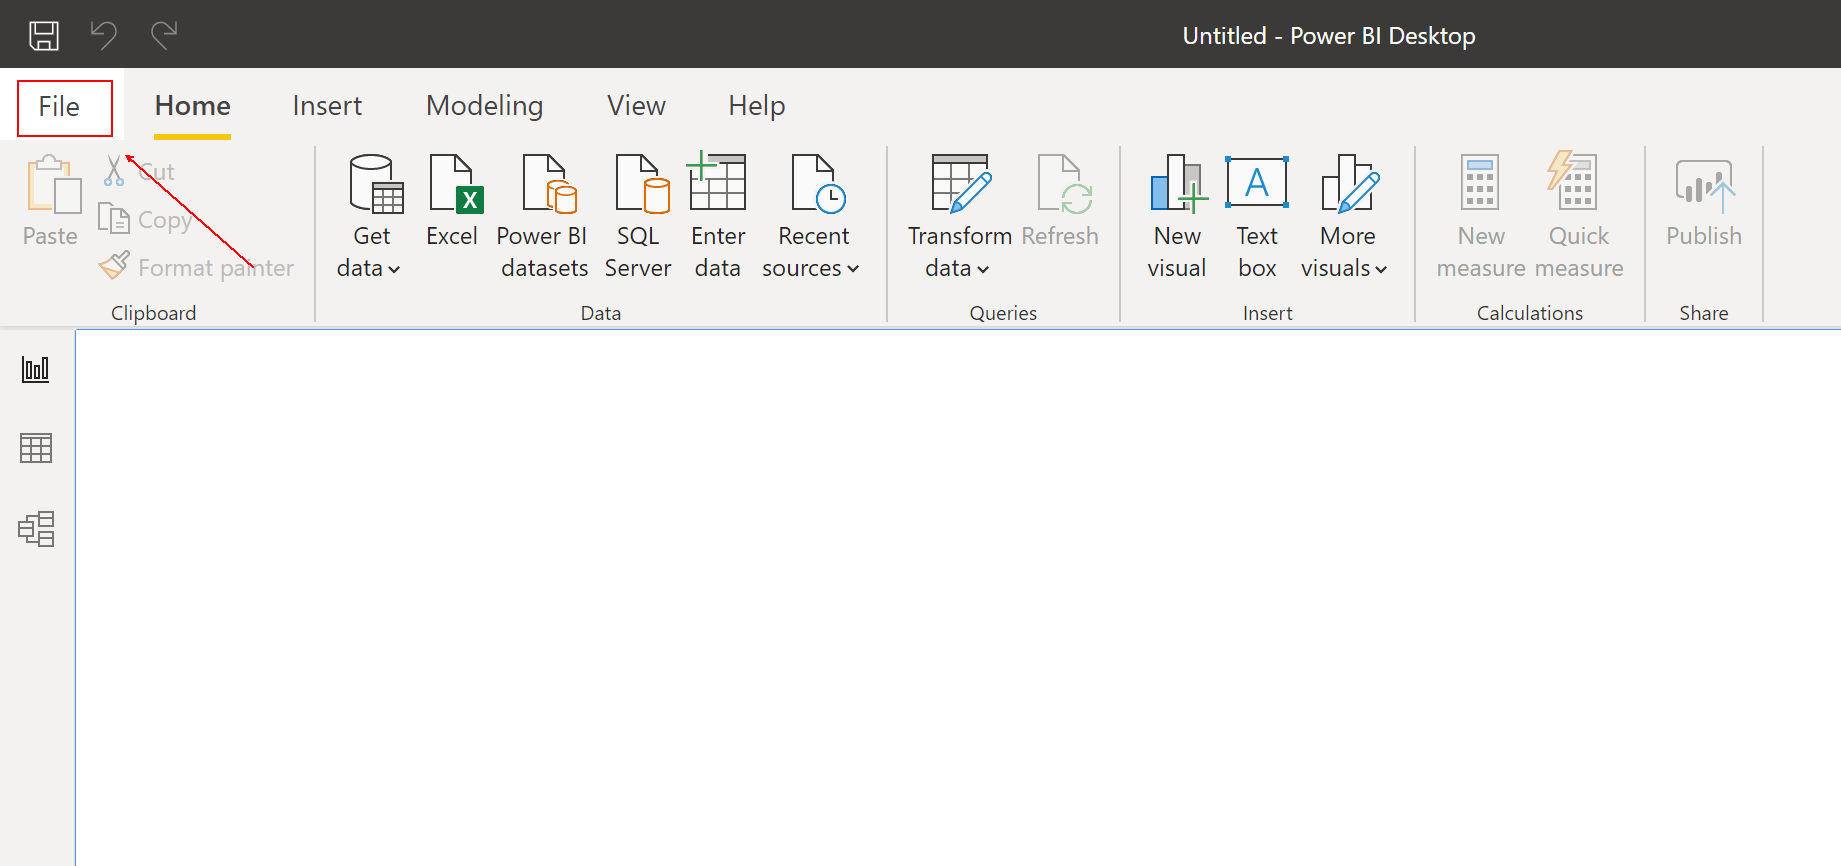 Untitled - Power BI Desktop
File Home Insert Modeling View Help
Paste
Cut
Copy
Format painter
Clipboard
Get
data
Excel
Power BI
datasets
SQL
Server
Enter
data
Recent
sources
Data
Transform
data
Refresh
Queries
New
visual
A
Text
box
More
visuals
Insert
New
measure
Quick
measure
Calculations
Publish
Share